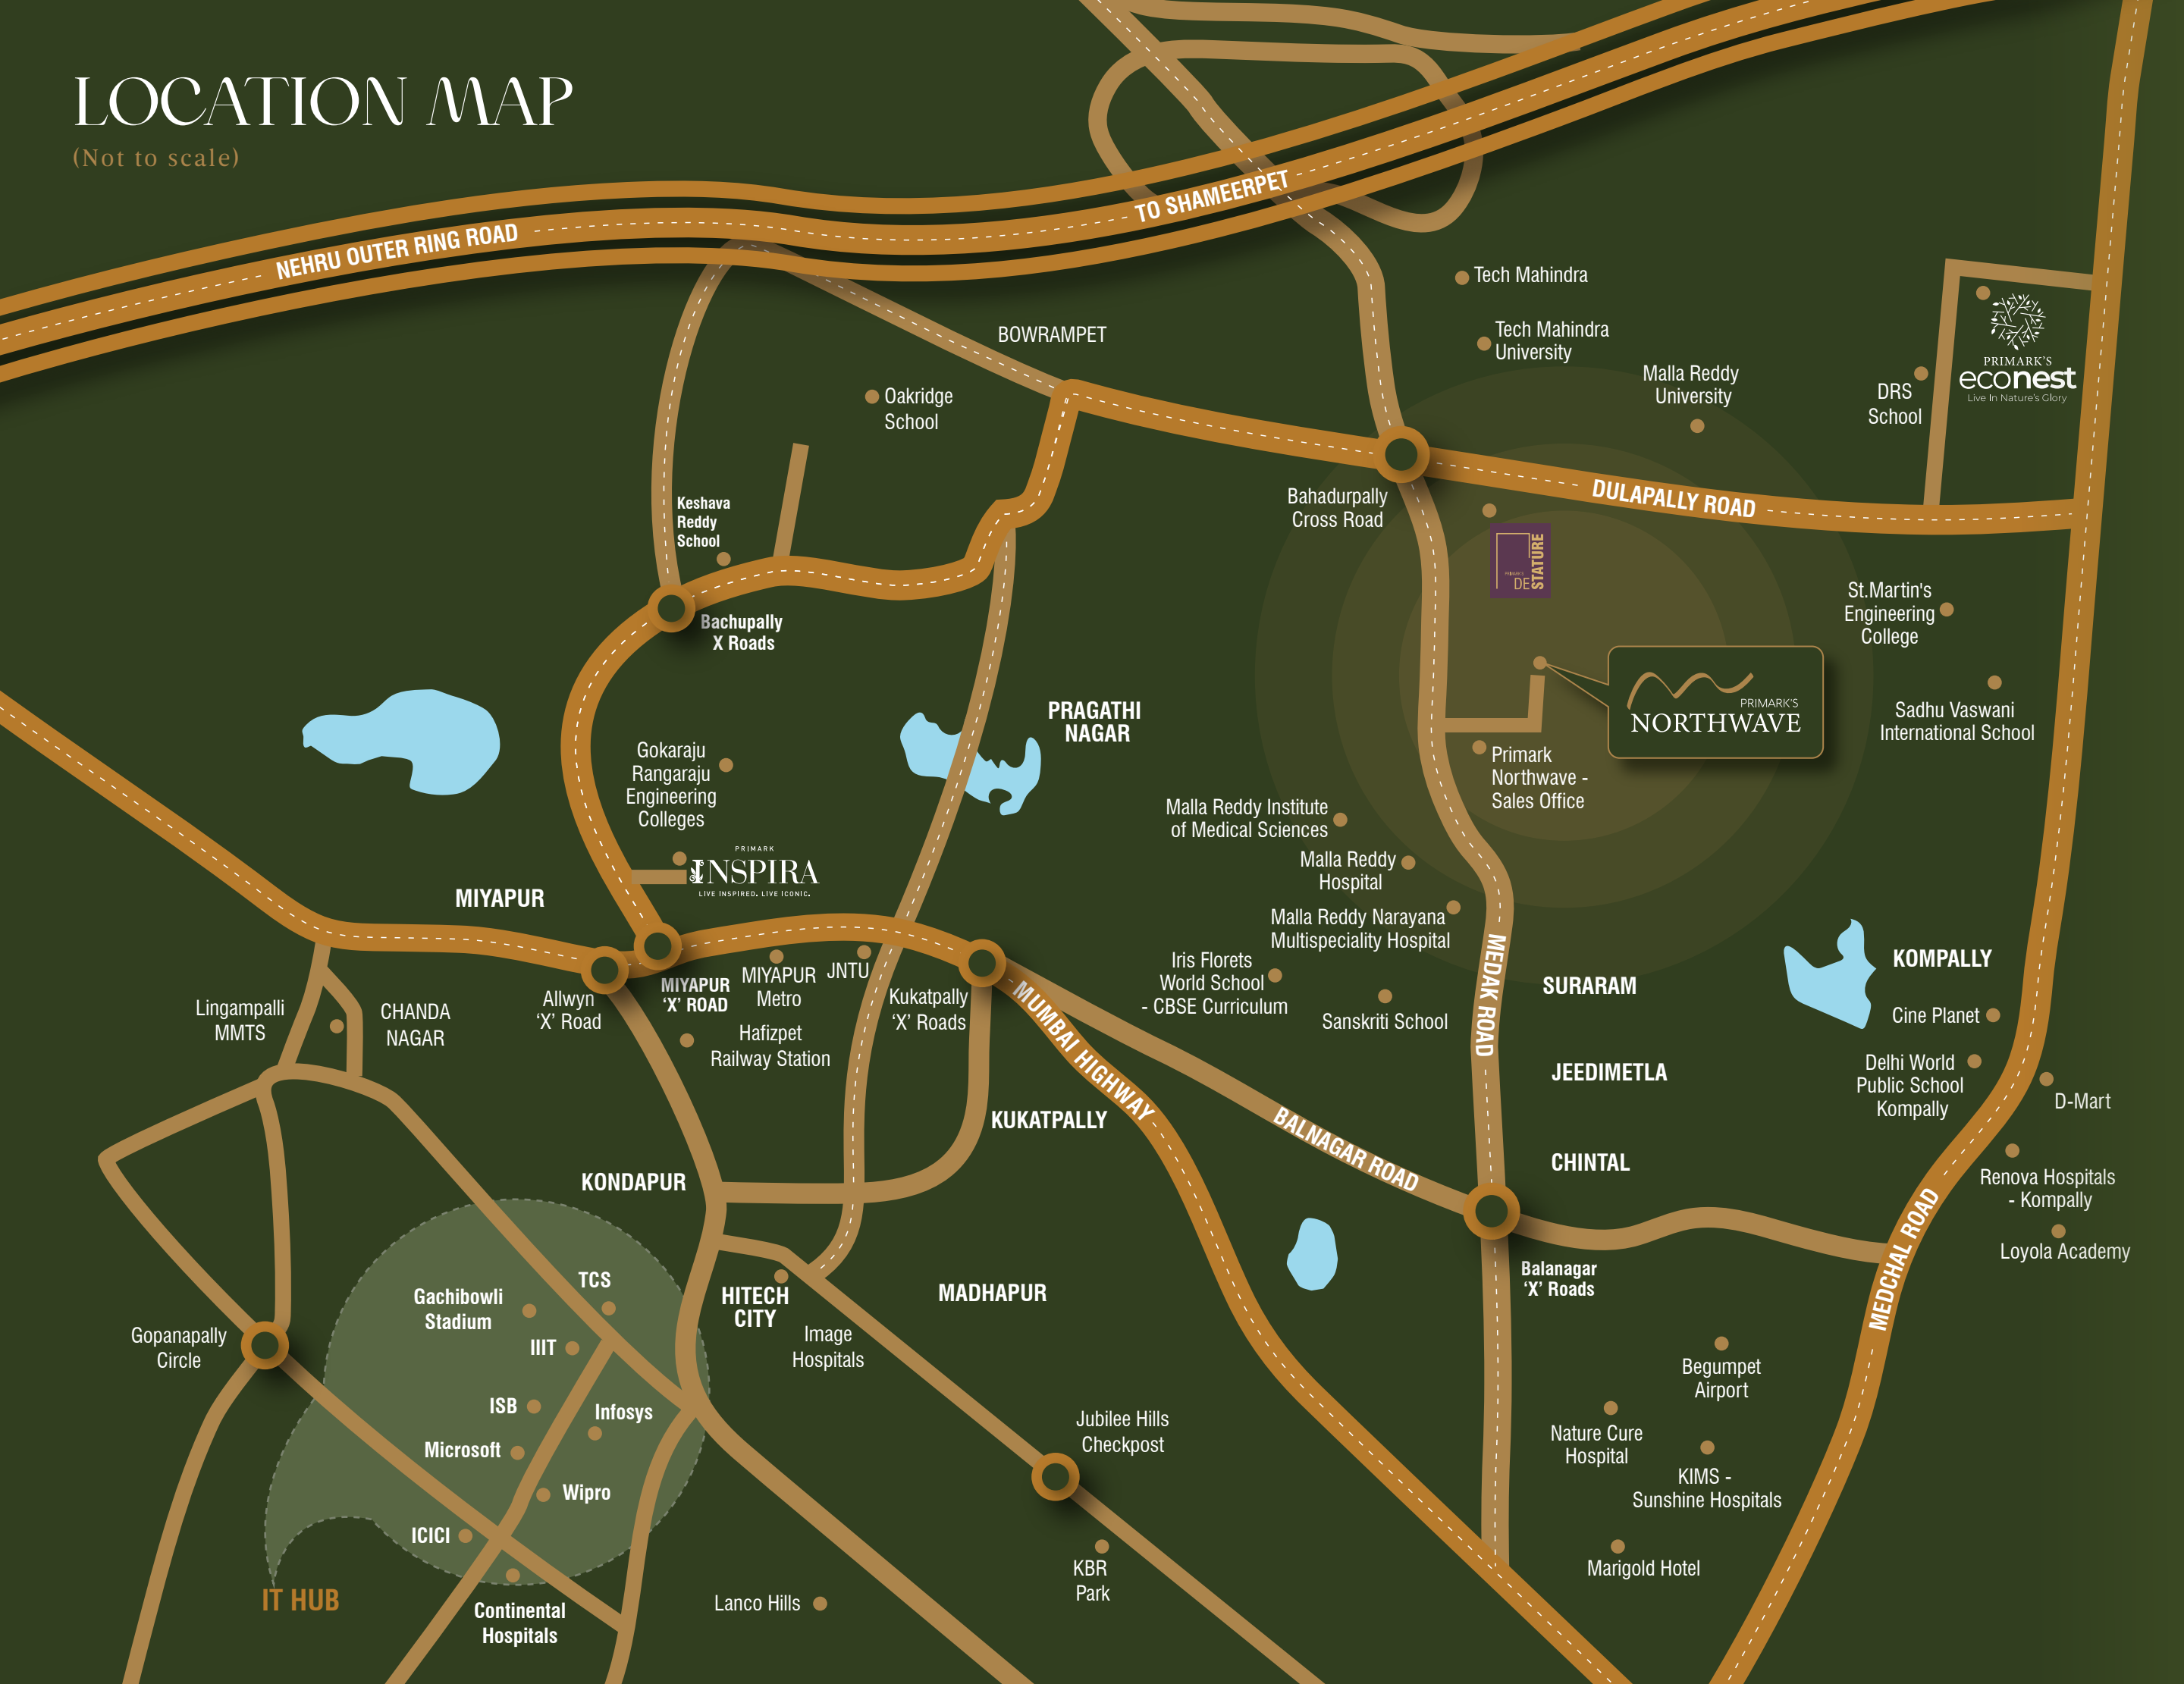 LOCATION MAP
(Not to scale)
NEHRU OUTER RING ROAD
TO SHAMEERPET
Tech Mahindra
Tech Mahindra
University
BOWRAMPET
Malla Reddy
University
DRS
School
PRIMARK'S
econest
Live In Nature's Glory
Oakridge
School
Keshava
Reddy
School
Bahadurpally
Cross Road
DULAPALLY ROAD
PRIMARK'S
DE
STATURE
Bachupally
X Roads
St.Martin's
Engineering
College
PRAGATHI
NAGAR
PRIMARK'S
NORTHWAVE
Sadhu Vaswani
International School
Gokaraju
Rangaraju
Engineering
Colleges
Primark
Northwave -
Sales Office
Malla Reddy Institute
of Medical Sciences
PRIMARK
INSPIRA
LIVE INSPIRED. LIVE ICONIC.
Malla Reddy
Hospital
MIYAPUR
Malla Reddy Narayana
Multispeciality Hospital
MEDAK ROAD
Iris Florets
World School
- CBSE Curriculum
Sanskriti School
SURARAM
KOMPALLY
Cine Planet
Lingampalli
MMTS
CHANDA
NAGAR
Allwyn
‘X’ Road
MIYAPUR
‘X’ ROAD
MIYAPUR
Metro
JNTU
Kukatpally
‘X’ Roads
Hafizpet
Railway Station
MUMBAI HIGHWAY
JEEDIMETLA
Delhi World
Public School
Kompally
D-Mart
KUKATPALLY
BALNAGAR ROAD
CHINTAL
KONDAPUR
Renova Hospitals
- Kompally
Loyola Academy
MEDCHAL ROAD
Balanagar
‘X’ Roads
TCS
Gachibowli
Stadium
IIIT
HITECH
CITY
MADHAPUR
Image
Hospitals
Gopanapally
Circle
Begumpet
Airport
ISB
Infosys
Jubilee Hills
Checkpost
Nature Cure
Hospital
Microsoft
KIMS -
Sunshine Hospitals
Wipro
ICICI
KBR
Park
Marigold Hotel
IT HUB
Continental
Hospitals
Lanco Hills